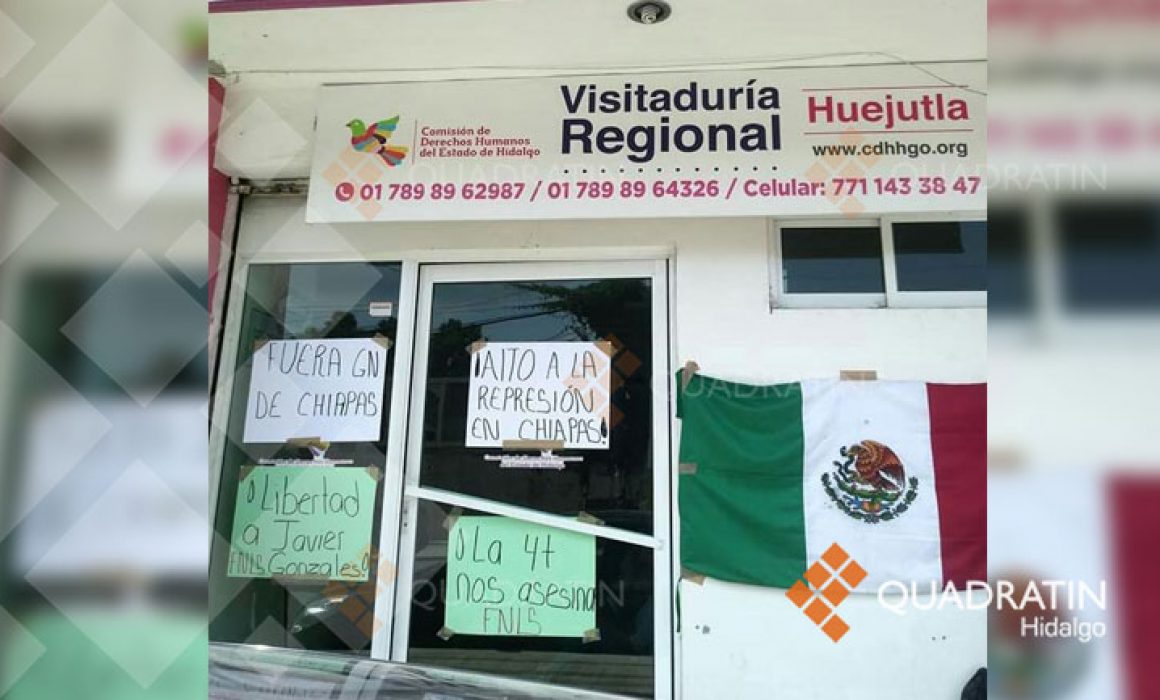 Visitaduría
Regional
Huejutla
www.cdhhgo.org
Comisión de
Derechos Humanos
del Estado de Hidalgo
01 789 89 62987 / 01 789 89 64326 / Celular: 771 143 38 47
FUERA GN
DE CHIAPAS
¡ALTO A LA
REPRESIÓN
EN CHIAPAS!
¡Libertad
a Javier
FNLS Gonzales!
¡La 4t
nos asesina
FNLS
QUADRATIN
Hidalgo